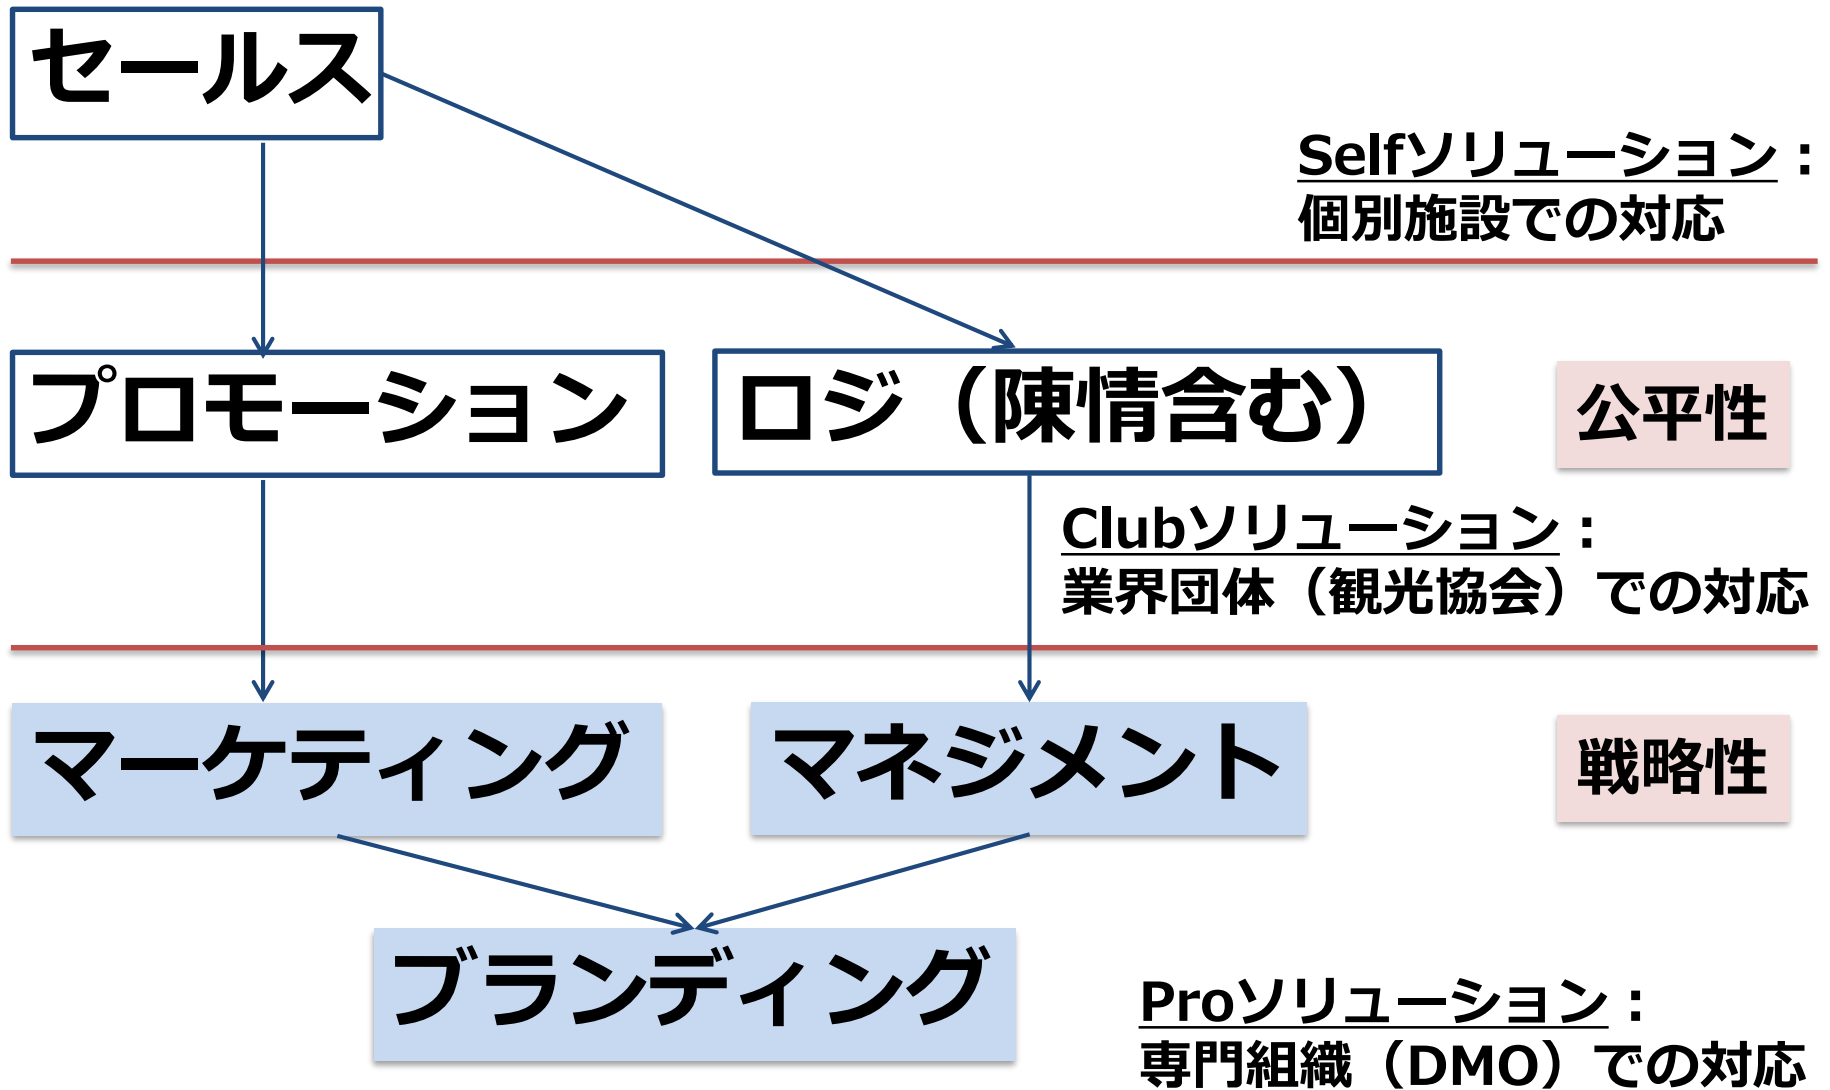 セールス
Selfソリューション：
個別施設での対応
プロモーション
ロジ（陳情含む）
公平性
Clubソリューション：
業界団体（観光協会）での対応
マーケティング
マネジメント
戦略性
ブランディング
Proソリューション：
専門組織（DMO）での対応